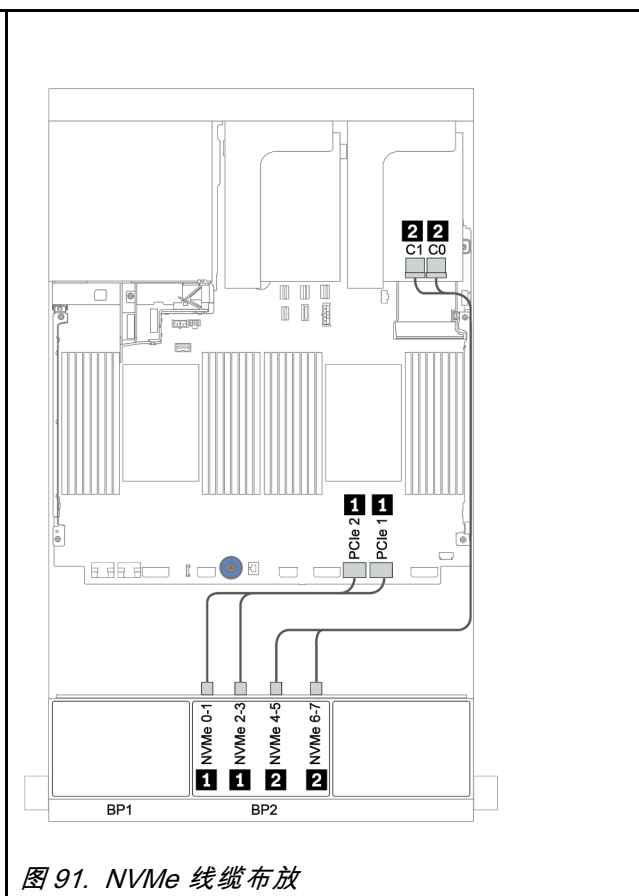 2 2
C1 C0
1 1
PCIe 2
PCIe 1
NVMe 0-1
NVMe 2-3
NVMe 4-5
NVMe 6-7
1 1 2 2
BP1 BP2
图 91. NVMe 线缆布放